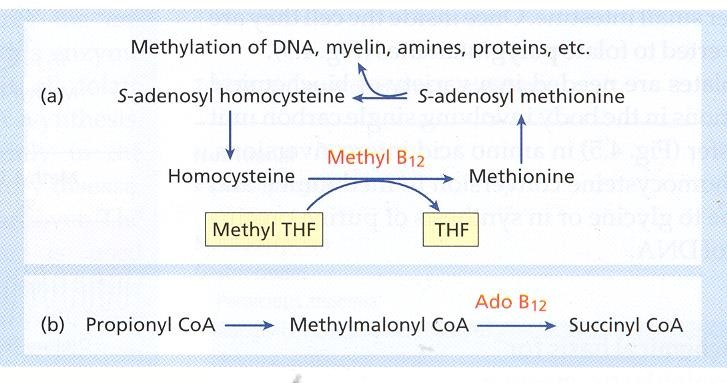 Methylation of DNA, myelin, amines, proteins, etc.
(a) S-adenosyl homocysteine S-adenosyl methionine
Methyl B12
Homocysteine Methionine
Methyl THF THF
Ado B12
(b) Propionyl CoA Methylmalonyl CoA Succinyl CoA